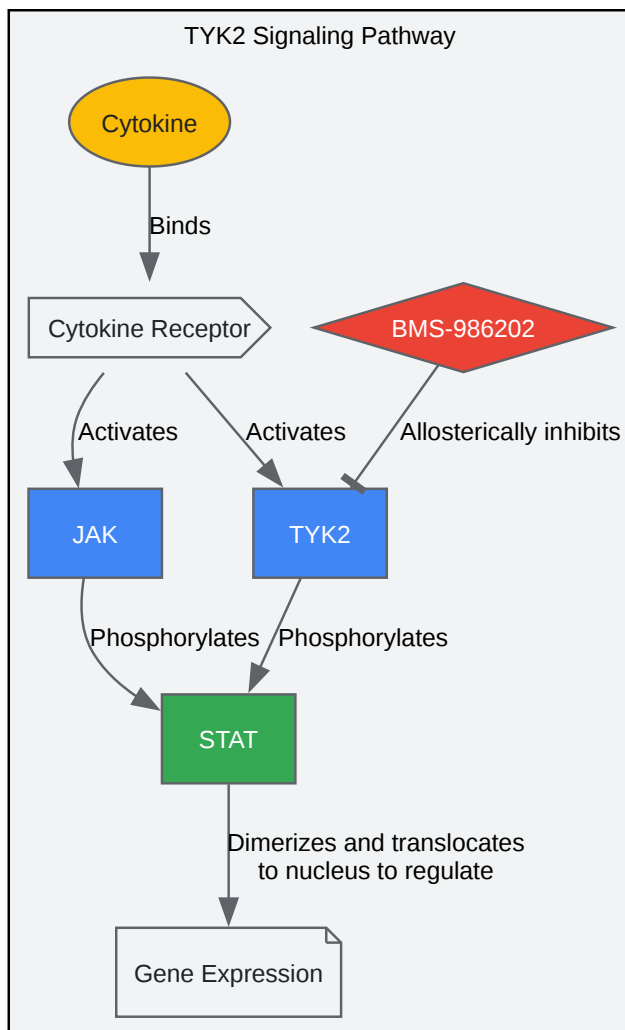 TYK2 Signaling Pathway
Cytokine
Binds
Cytokine Receptor
BMS-986202
Activates
Activates
Allosterically inhibits
JAK
TYK2
Phosphorylates
Phosphorylates
STAT
Dimerizes and translocates
to nucleus to regulate
Gene Expression